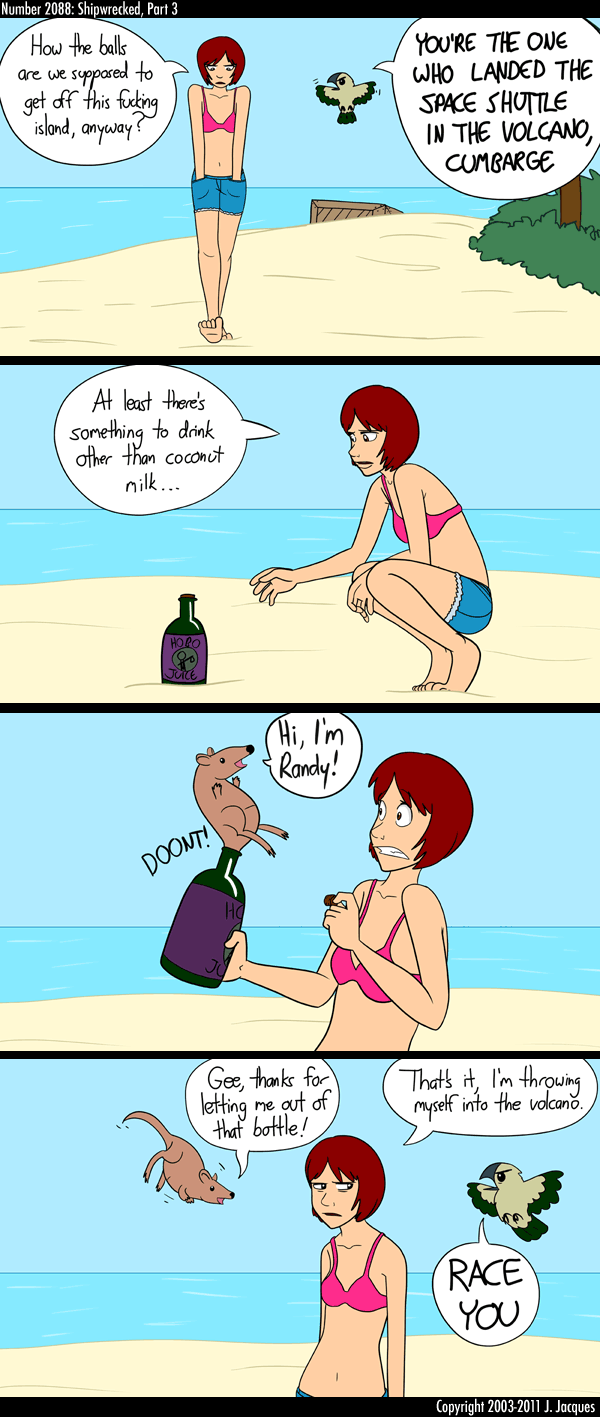 Number 2088: Shipwrecked, Part 3
How the balls
are we supposed to
get off this fucking
island, anyway?
YOU'RE THE ONE
WHO LANDED THE
SPACE SHUTTLE
IN THE VOLCANO,
CUMBARGE
At least there's
something to drink
other than coconut
milk...
HOBO
JUICE
Hi, I'm
Randy!
DOONT!
HO
JU
Gee, thanks for
letting me out of
that bottle!
That's it, I'm throwing
myself into the volcano.
RACE
YOU
Copyright 2003-2011 J. Jacques